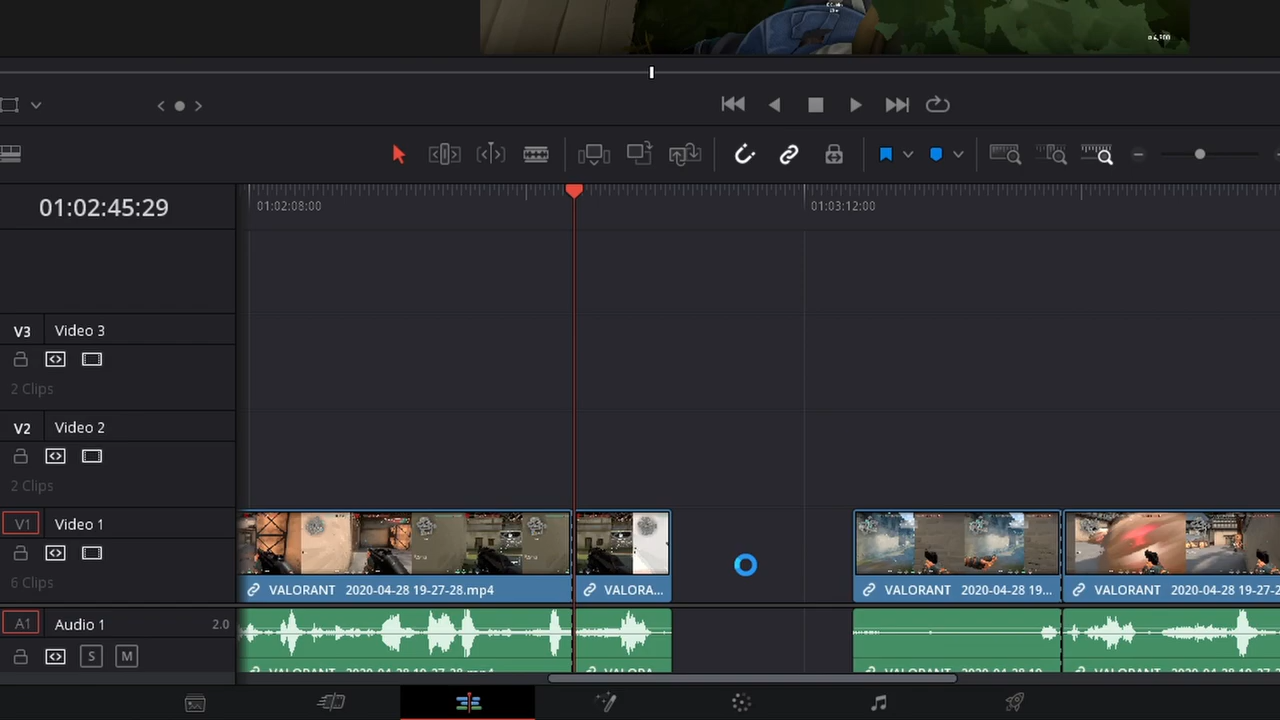 01:02:45:29
01:02:08:00
01:03:12:00
V3 Video 3
2 Clips
V2 Video 2
2 Clips
V1 Video 1
6 Clips
VALORANT 2020-04-28 19-27-28.mp4
VALORA...
VALORANT 2020-04-28 19...
VALORANT 2020-04-28 19-27-2
A1 Audio 1 2.0
S M